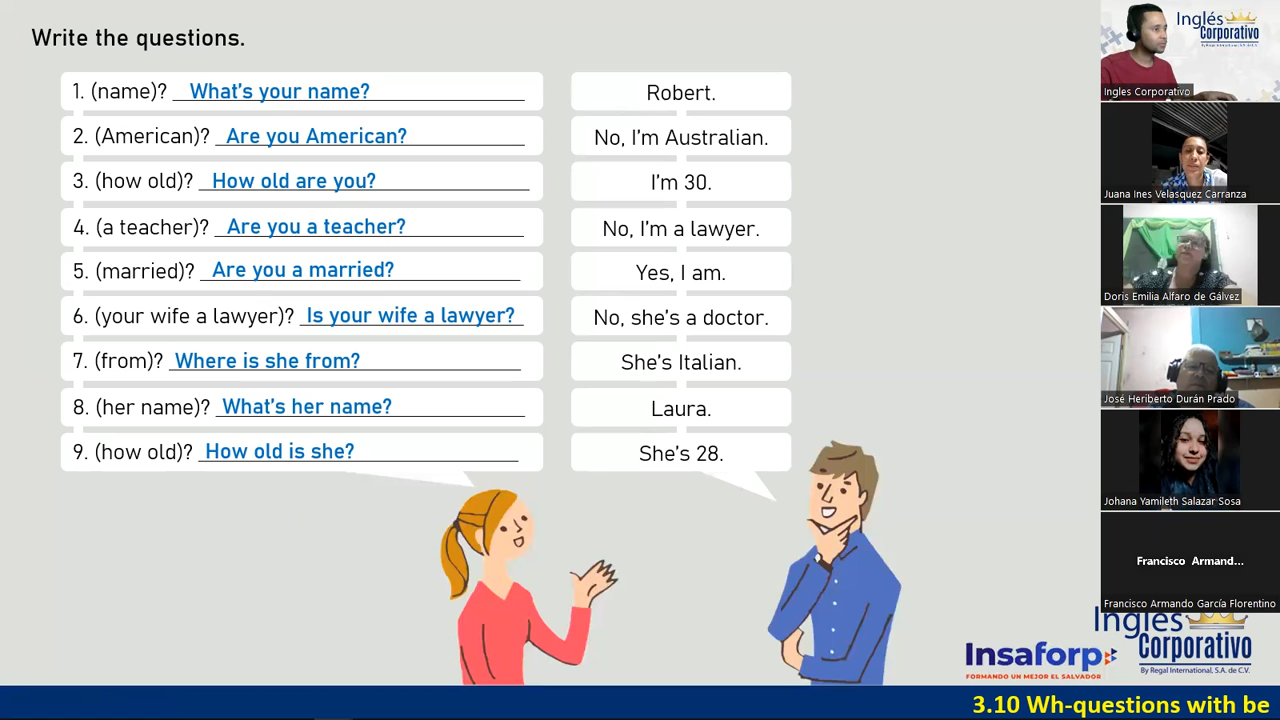 Write the questions.
1. (name)? What's your name?
Robert.
2. (American)? Are you American?
No, I'm Australian.
3. (how old)? How old are you?
I'm 30.
4. (a teacher)? Are you a teacher?
No, I'm a lawyer.
5. (married)? Are you a married?
Yes, I am.
6. (your wife a lawyer)? Is your wife a lawyer?
No, she's a doctor.
7. (from)? Where is she from?
She's Italian.
8. (her name)? What's her name?
Laura.
9. (how old)? How old is she?
She's 28.
Inglés
Corporativo
By Regal International, S.A. de C.V.
Ingles Corporativo
Juana Ines Velasquez Carranza
Doris Emilia Alfaro de Gálvez
José Heriberto Durán Prado
Johana Yamileth Salazar Sosa
Francisco Armand...
Francisco Armando García Florentino
Insaforp
FORMANDO UN MEJOR EL SALVADOR
Inglés
Corporativo
By Regal International, S.A. de C.V.
3.10 Wh-questions with be